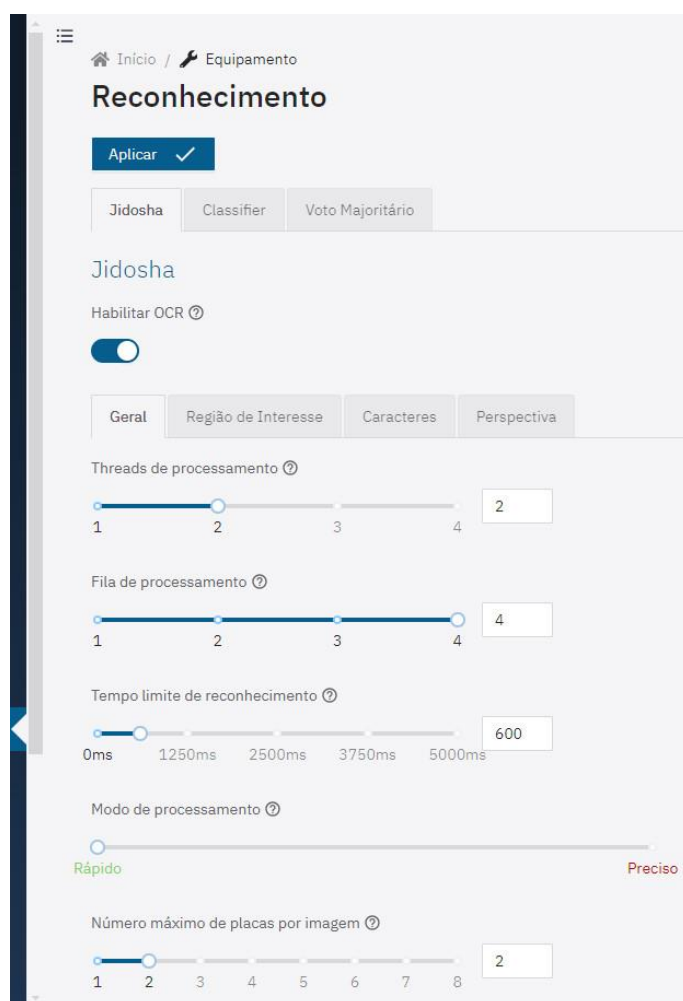 Início / Equipamento
Reconhecimento
Aplicar
Jidosha Classifier Voto Majoritário
Jidosha
Habilitar OCR
Geral Região de Interesse Caracteres Perspectiva
Threads de processamento
2
1 2 3 4
Fila de processamento
4
1 2 3 4
Tempo limite de reconhecimento
600
0ms 1250ms 2500ms 3750ms 5000ms
Modo de processamento
Rápido Preciso
Número máximo de placas por imagem
2
1 2 3 4 5 6 7 8